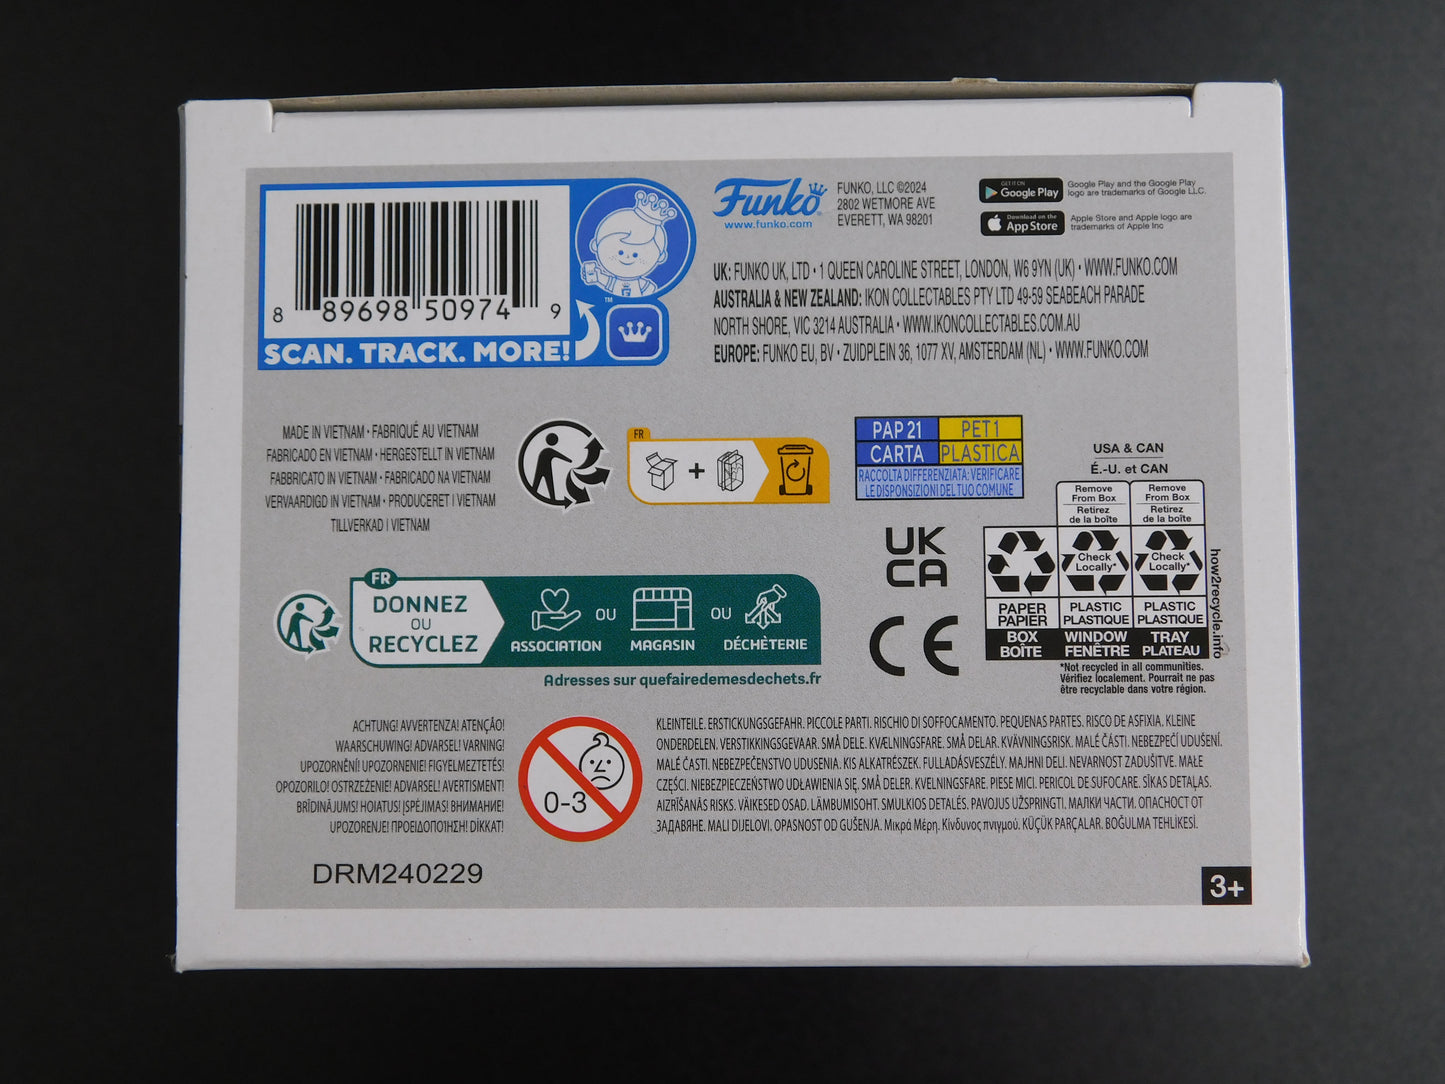 8 89698 50974 9
™
SCAN. TRACK. MORE!
Funko®
www.funko.com
FUNKO, LLC ©2024
2802 WETMORE AVE
EVERETT, WA 98201
GET IT ON
Google Play
Google Play and the Google Play
logo are trademarks of Google LLC.
Download on the
App Store
Apple Store and Apple logo are
trademarks of Apple Inc
UK: FUNKO UK, LTD • 1 QUEEN CAROLINE STREET, LONDON, W6 9YN (UK) • WWW.FUNKO.COM
AUSTRALIA & NEW ZEALAND: IKON COLLECTABLES PTY LTD 49-59 SEABEACH PARADE
NORTH SHORE, VIC 3214 AUSTRALIA • WWW.IKONCOLLECTABLES.COM.AU
EUROPE: FUNKO EU, BV • ZUIDPLEIN 36, 1077 XV, AMSTERDAM (NL) • WWW.FUNKO.COM
MADE IN VIETNAM • FABRIQUÉ AU VIETNAM
FABRICADO EN VIETNAM • HERGESTELLT IN VIETNAM
FABBRICATO IN VIETNAM • FABRICADO NA VIETNAM
VERVAARDIGD IN VIETNAM • PRODUCERET I VIETNAM
TILLVERKAD I VIETNAM
FR
+
PAP 21
PET 1
CARTA
PLASTICA
RACCOLTA DIFFERENZIATA: VERIFICARE
LE DISPOSIZIONI DEL TUO COMUNE
USA & CAN
É.-U. et CAN
Remove
From Box
Retirez
de la boîte
Remove
From Box
Retirez
de la boîte
Check
Locally*
Check
Locally*
PAPER
PAPIER
PLASTIC
PLASTIQUE
PLASTIC
PLASTIQUE
BOX
BOÎTE
WINDOW
FENÊTRE
TRAY
PLATEAU
how2recycle.info
*Not recycled in all communities.
Vérifiez localement. Pourrait ne pas
être recyclable dans votre région.
UK
CA
CE
FR
DONNEZ
OU
RECYCLEZ
ASSOCIATION
OU
MAGASIN
OU
DÉCHÈTERIE
Adresses sur quefairedemesdechets.fr
ACHTUNG! AVVERTENZA! ATENÇÃO!
WAARSCHUWING! ADVARSEL! VARNING!
UPOZORNĚNÍ! UPOZORNENIE! FIGYELMEZTETÉS!
OPOZORILO! OSTRZEŻENIE! ADVARSEL! AVERTISMENT!
BRĪDINĀJUMS! HOIATUS! ĮSPĖJIMAS! ВНИМАНИЕ!
UPOZORENJE! ΠΡΟΕΙΔΟΠΟΙΗΣΗ! DİKKAT!
0-3
KLEINTEILE. ERSTICKUNGSGEFAHR. PICCOLE PARTI. RISCHIO DI SOFFOCAMENTO. PEQUENAS PARTES. RISCO DE ASFIXIA. KLEINE
ONDERDELEN. VERSTIKKINGSGEVAAR. SMÅ DELE. KVÆLNINGSFARE. SMÅ DELAR. KVÄVNINGSRISK. MALÉ ČÁSTI. NEBEZPEČÍ UDUŠENÍ.
MALÉ ČASTI. NEBEZPEČENSTVO UDUSENIA. KIS ALKATRÉSZEK. FULLADÁSVESZÉLY. MAJHNI DELI. NEVARNOST ZADUŠITVE. MAŁE
CZĘŚCI. NIEBEZPIECZEŃSTWO UDŁAWIENIA SIĘ. SMÅ DELER. KVELNINGSFARE. PIESE MICI. PERICOL DE SUFOCARE. SĪKAS DETAĻAS.
AIZRĪŠANĀS RISKS. VÄIKESED OSAD. LÄMBUMISOHT. SMULKIOS DETALĖS. PAVOJUS UŽSPRINGTI. МАЛКИ ЧАСТИ. ОПАСНОСТ ОТ
ЗАДАВЯНЕ. MALI DIJELOVI. OPASNOST OD GUŠENJA. Μικρά Μέρη. Κίνδυνος πνιγμού. KÜÇÜK PARÇALAR. BOĞULMA TEHLİKESİ.
DRM240229
3+